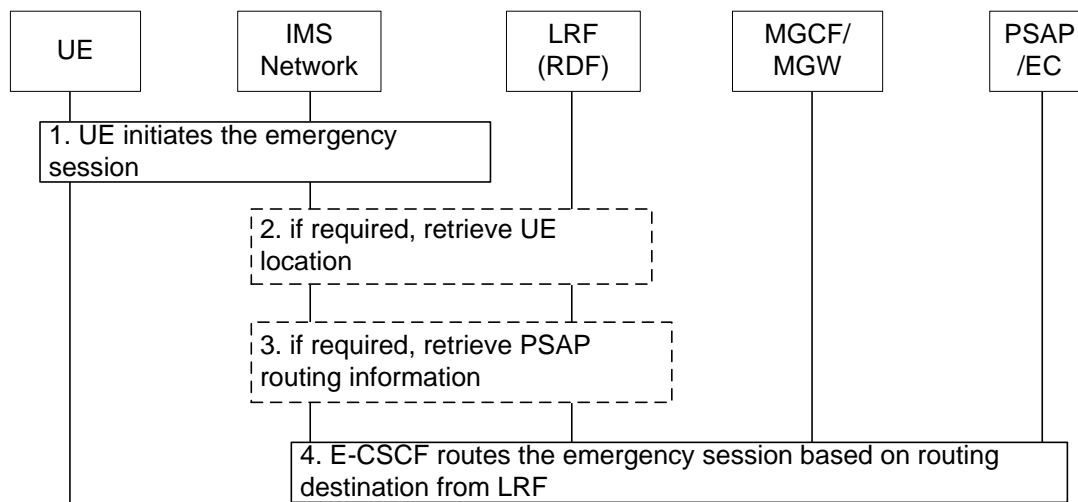 UE
IMS
Network
LRF
(RDF)
MGCF/
MGW
PSAP
/EC
1. UE initiates the emergency
session
2. if required, retrieve UE
location
3. if required, retrieve PSAP
routing information
4. E-CSCF routes the emergency session based on routing
destination from LRF